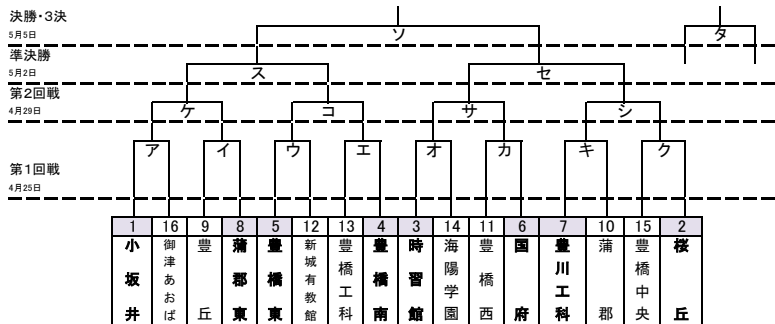 決勝・3決
5月5日
ソ
タ
準決勝
5月2日
ス
セ
第2回戦
4月29日
ケ
コ
サ
シ
ア
イ
ウ
エ
オ
カ
キ
ク
第1回戦
4月25日
1 16 9 8 5 12 13 4 3 14 11 6 7 10 15 2
小坂井
御津あおば
豊丘
蒲郡東
豊橋東
新城有教館
豊橋工科
豊橋南
時習館
海陽学園
豊橋西
国府
豊川工科
蒲郡
豊橋中央
桜丘